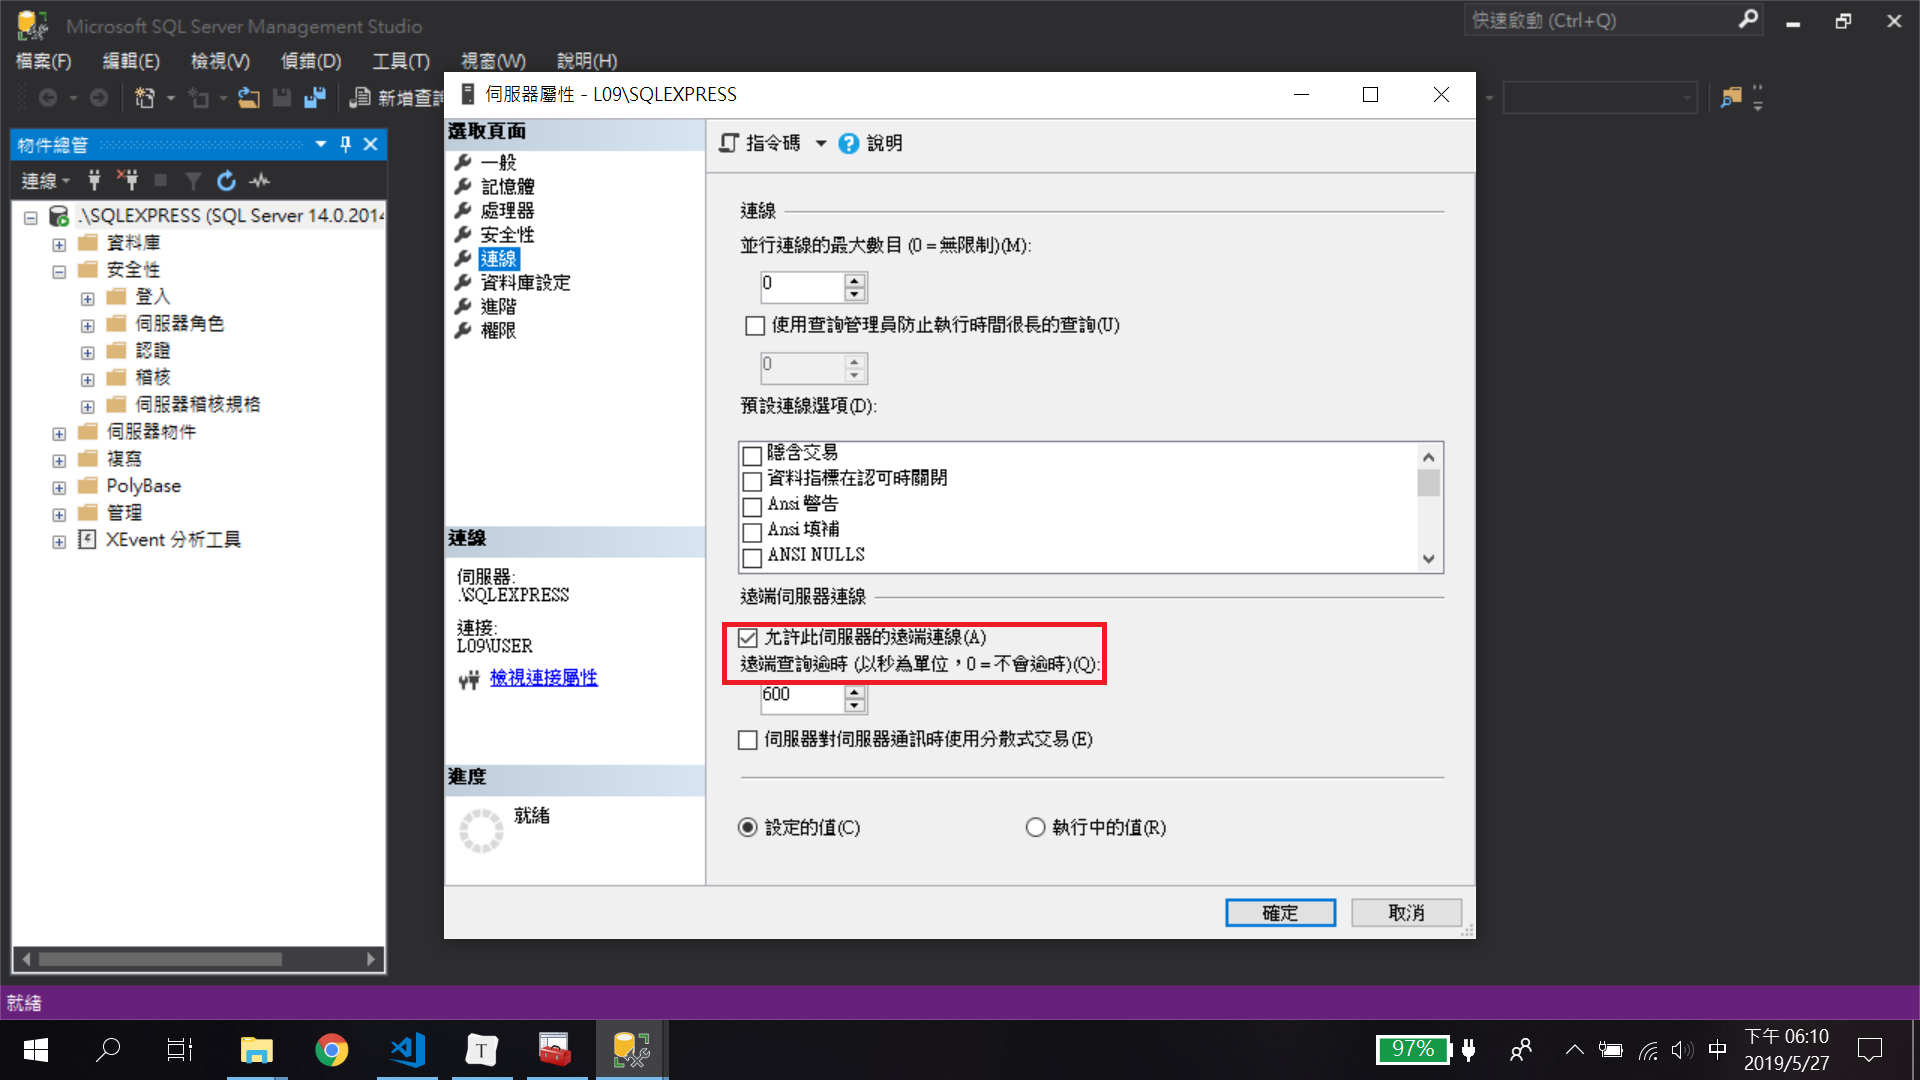 Microsoft SQL Server Management Studio
快速啟動 (Ctrl+Q)
檔案(F) 編輯(E) 檢視(V) 偵錯(D) 工具(T) 視窗(W) 說明(H)
新增查詢
伺服器屬性 - L09\SQLEXPRESS
物件總管
連線
.\SQLEXPRESS (SQL Server 14.0.2014
資料庫
安全性
登入
伺服器角色
認證
稽核
伺服器稽核規格
伺服器物件
複寫
PolyBase
管理
XEvent 分析工具
選取頁面
一般
記憶體
處理器
安全性
連線
資料庫設定
進階
權限
連線
伺服器:
.\SQLEXPRESS
連接:
L09\USER
檢視連接屬性
進度
就緒
指令碼 說明
連線
並行連線的最大數目 (0 = 無限制)(M):
0
使用查詢管理員防止執行時間很長的查詢(U)
0
預設連線選項(D):
隱含交易
資料指標在認可時關閉
Ansi 警告
Ansi 填補
ANSI NULLS
遠端伺服器連線
允許此伺服器的遠端連線(A)
遠端查詢逾時 (以秒為單位，0 = 不會逾時)(Q):
600
伺服器對伺服器通訊時使用分散式交易(E)
設定的值(C) 執行中的值(R)
確定 取消
就緒
T
97%
中
下午 06:10
2019/5/27